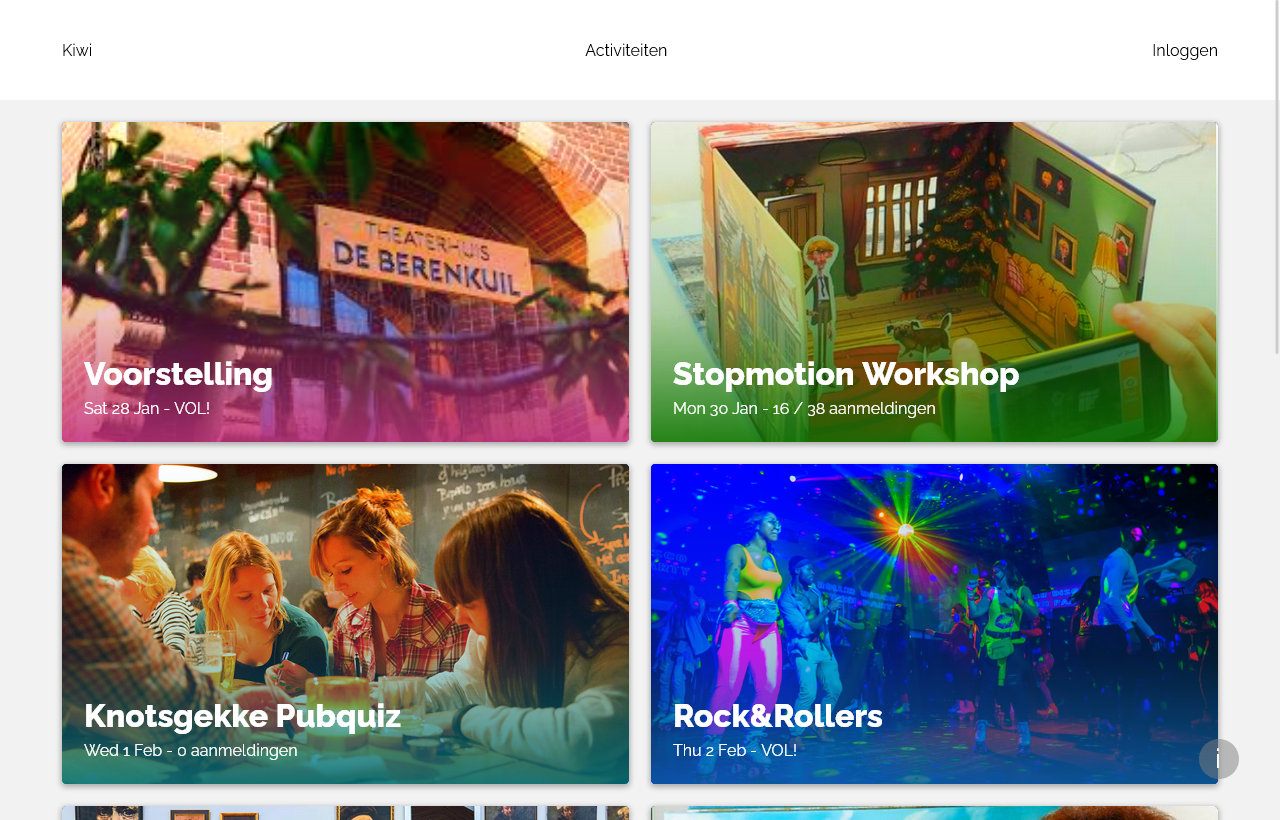 Kiwi
Activiteiten
Inloggen
THEATERHUIS
DE BERENKUIL
Voorstelling
Sat 28 Jan - VOL!
Stopmotion Workshop
Mon 30 Jan - 16 / 38 aanmeldingen
Knotsgekke Pubquiz
Wed 1 Feb - 0 aanmeldingen
Rock&Rollers
Thu 2 Feb - VOL!
i